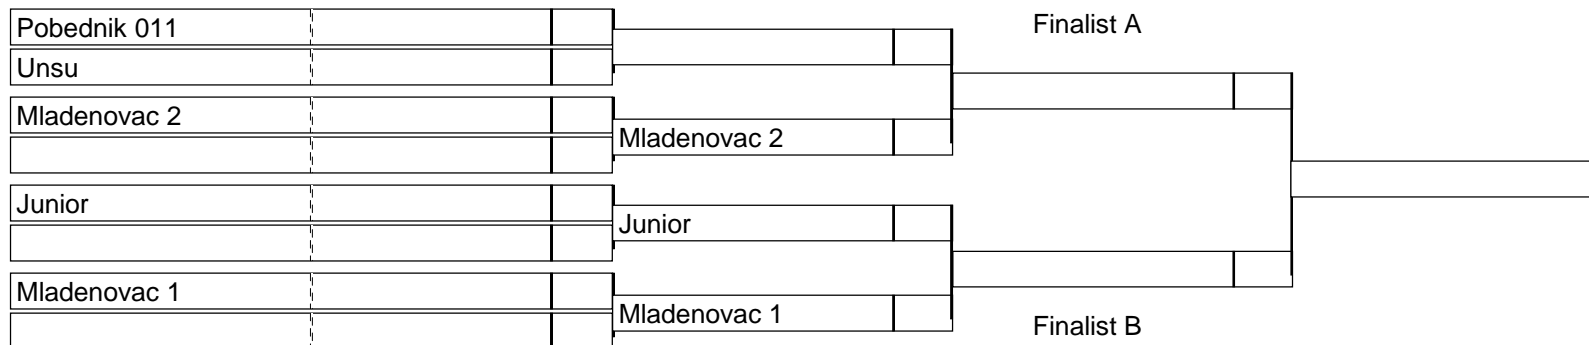 Pobednik 011
Unsu
Mladenovac 2
Junior
Mladenovac 1
Mladenovac 2
Junior
Mladenovac 1
Finalist A
Finalist B